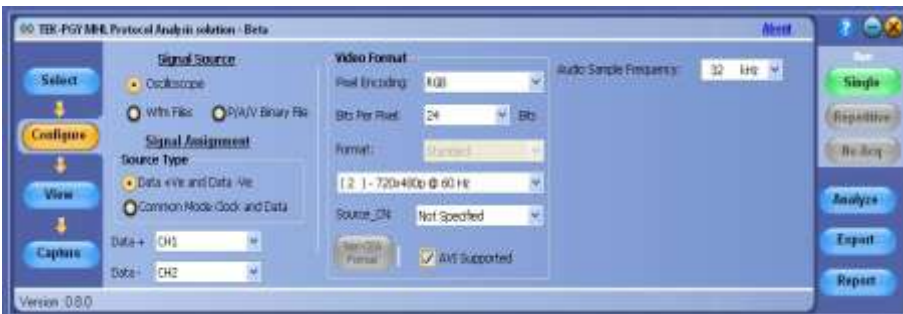 TEK-PGY MHL Protocol Analysis solution - Beta
About
?
Select
Configure
View
Capture
Signal Source
Oscilloscope
Wfm Files
P/A/V Binary File
Signal Assignment
Source Type
Data +Ve and Data -Ve
Common Mode Clock and Data
Data+ CH1
Data- CH2
Video Format
Pixel Encoding: RGB
Bits Per Pixel: 24 Bits
Format: Standard
( 2 ) - 720x480p @ 60 Hz
Source_CN: Not Specified
Format
AVI Supported
Audio Sample Frequency: 32 kHz
Run
Single
Repetitive
Re-Acq
Analyze
Export
Report
Version 0.8.0